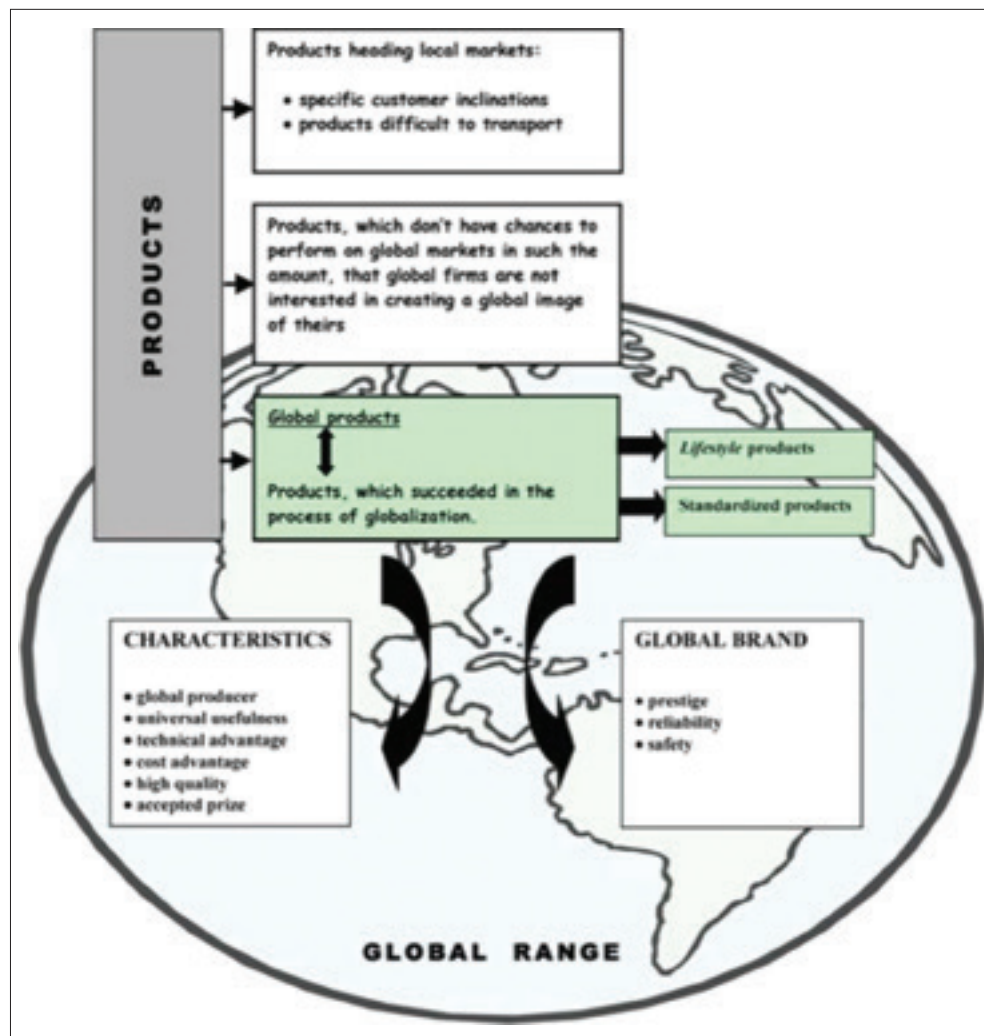 PRODUCTS
Products heading local markets:
• specific customer inclinations
• products difficult to transport
Products, which don't have chances to
perform on global markets in such the
amount, that global firms are not
interested in creating a global image
of theirs
Global products
Products, which succeeded in the
process of globalization.
Lifestyle products
Standardized products
CHARACTERISTICS
• global producer
• universal usefulness
• technical advantage
• cost advantage
• high quality
• accepted prize
GLOBAL BRAND
• prestige
• reliability
• safety
GLOBAL RANGE